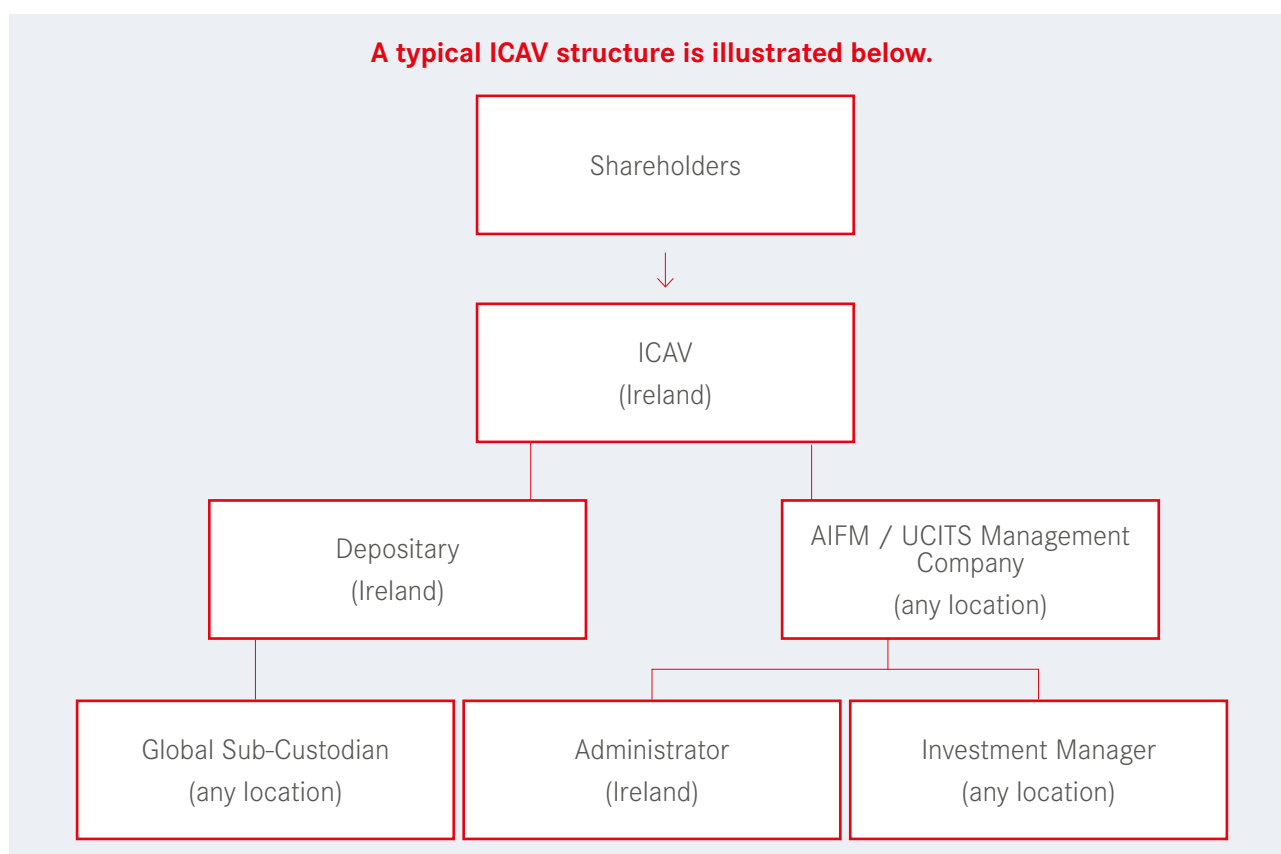 A typical ICAV structure is illustrated below.
Shareholders
ICAV
(Ireland)
Depositary
(Ireland)
AIFM / UCITS Management
Company
(any location)
Global Sub-Custodian
(any location)
Administrator
(Ireland)
Investment Manager
(any location)